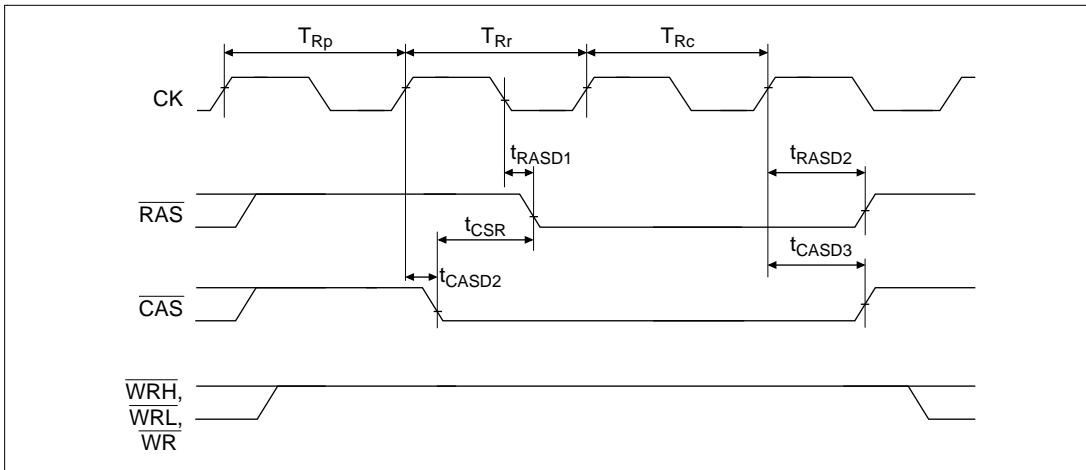 TRp TRr TRc
CK
tRASD1 tRASD2
RAS
tCSR
tCASD3
tCASD2
CAS
WRH,
WRL,
WR